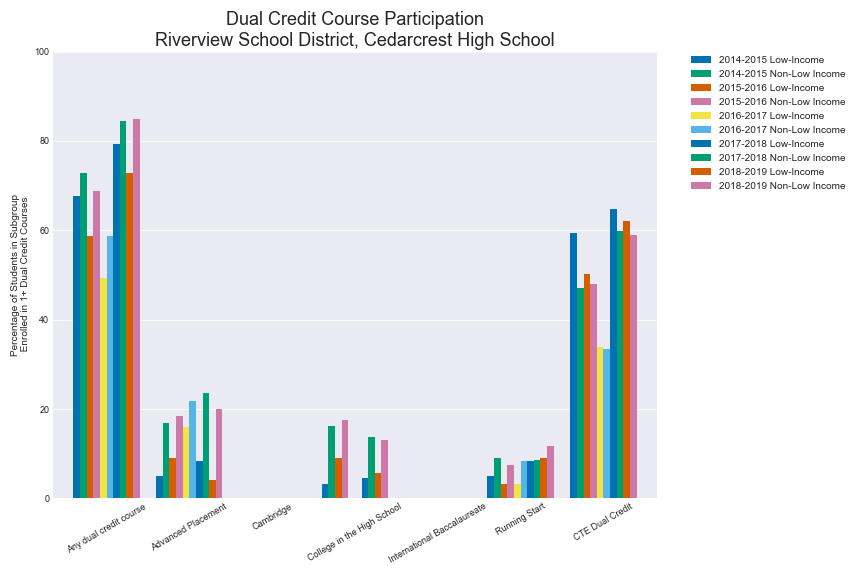 Dual Credit Course Participation
Riverview School District, Cedarcrest High School
Percentage of Students in Subgroup
Enrolled in 1+ Dual Credit Courses
100
80
60
40
20
0
Any dual credit course
Advanced Placement
Cambridge
College in the High School
International Baccalaureate
Running Start
CTE Dual Credit
2014-2015 Low-Income
2014-2015 Non-Low Income
2015-2016 Low-Income
2015-2016 Non-Low Income
2016-2017 Low-Income
2016-2017 Non-Low Income
2017-2018 Low-Income
2017-2018 Non-Low Income
2018-2019 Low-Income
2018-2019 Non-Low Income